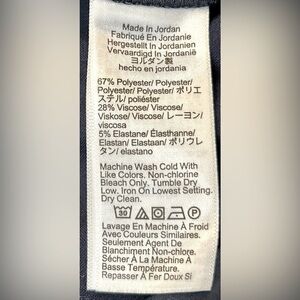 Made In Jordan
Fabriqué En Jordanie
Hergestellt In Jordanien
Vervaardigd In Jordanië
ヨルダン製
hecho en jordania
67% Polyester/ Polyester/
Polyester/ Polyester/ ポリエ
ステル/ poliéster
28% Viscose/ Viscose/
Viskose/ Viscose/ レーヨン/
viscosa
5% Elastane/ Élasthanne/
Elastan/ Elastaan/ ポリウレ
タン/ elastano
Machine Wash Cold With
Like Colors. Non-chlorine
Bleach Only. Tumble Dry
Low. Iron On Lowest Setting.
Dry Clean.
30 P
Lavage En Machine À Froid
Avec Couleurs Similaires.
Seulement Agent De
Blanchiment Non-chlore.
Sécher À La Machine À
Basse Température.
Repasser À Fer Doux Si